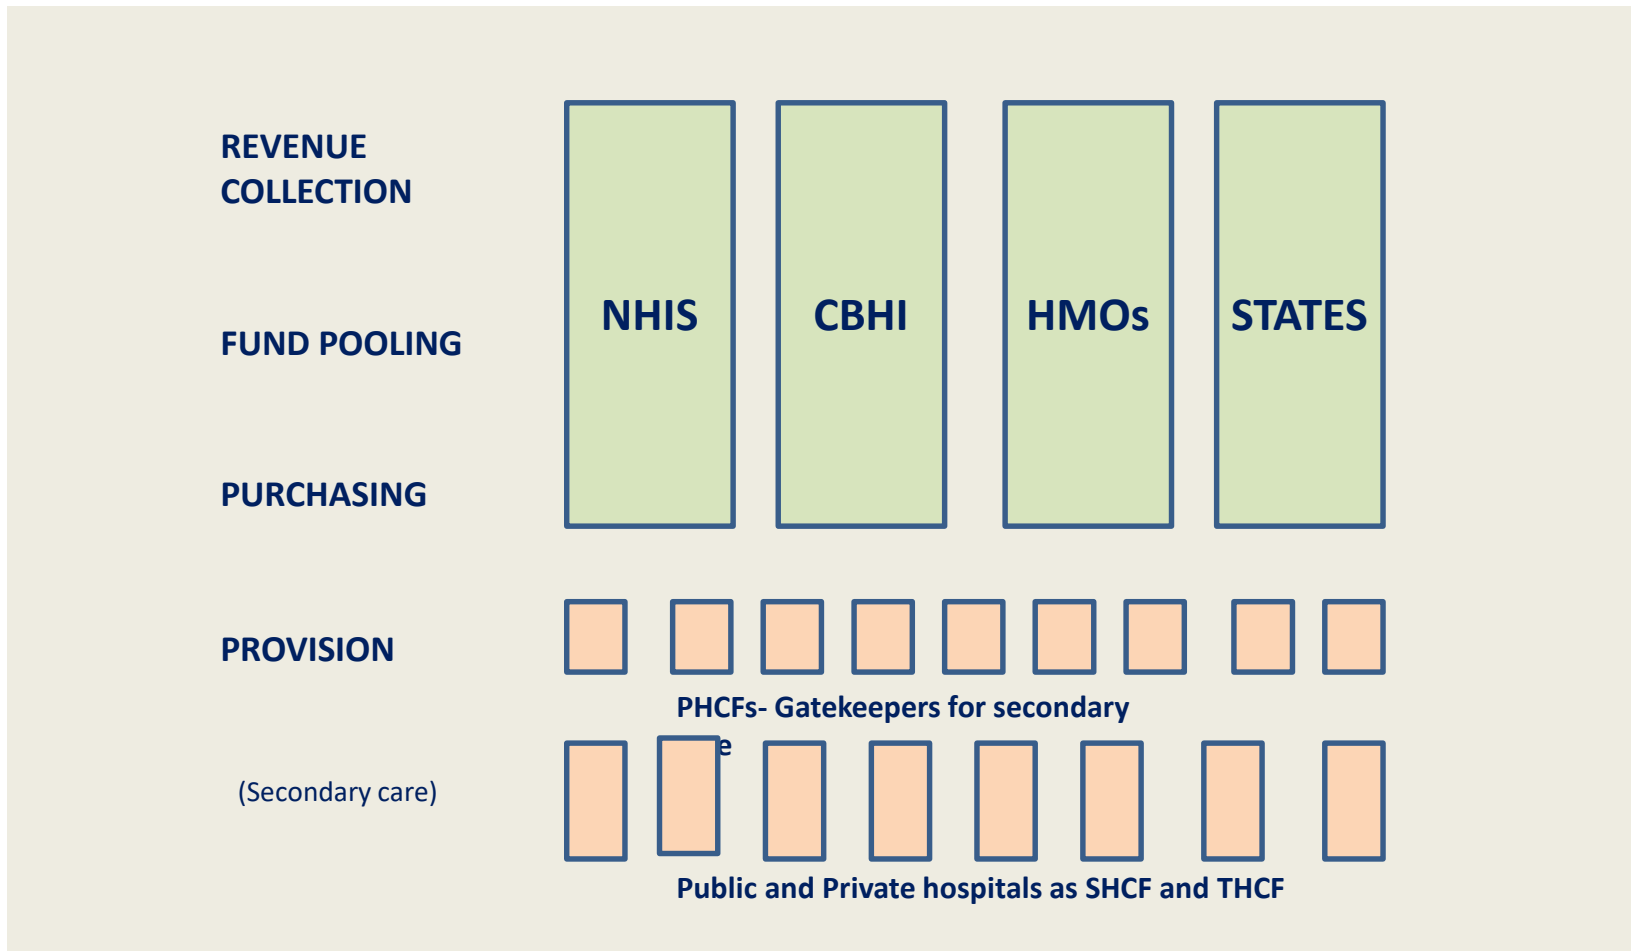 REVENUE
COLLECTION
NHIS
CBHI
HMOs
STATES
FUND POOLING
PURCHASING
PROVISION
PHCFs- Gatekeepers for secondary
(Secondary care)
Public and Private hospitals as SHCF and THCF